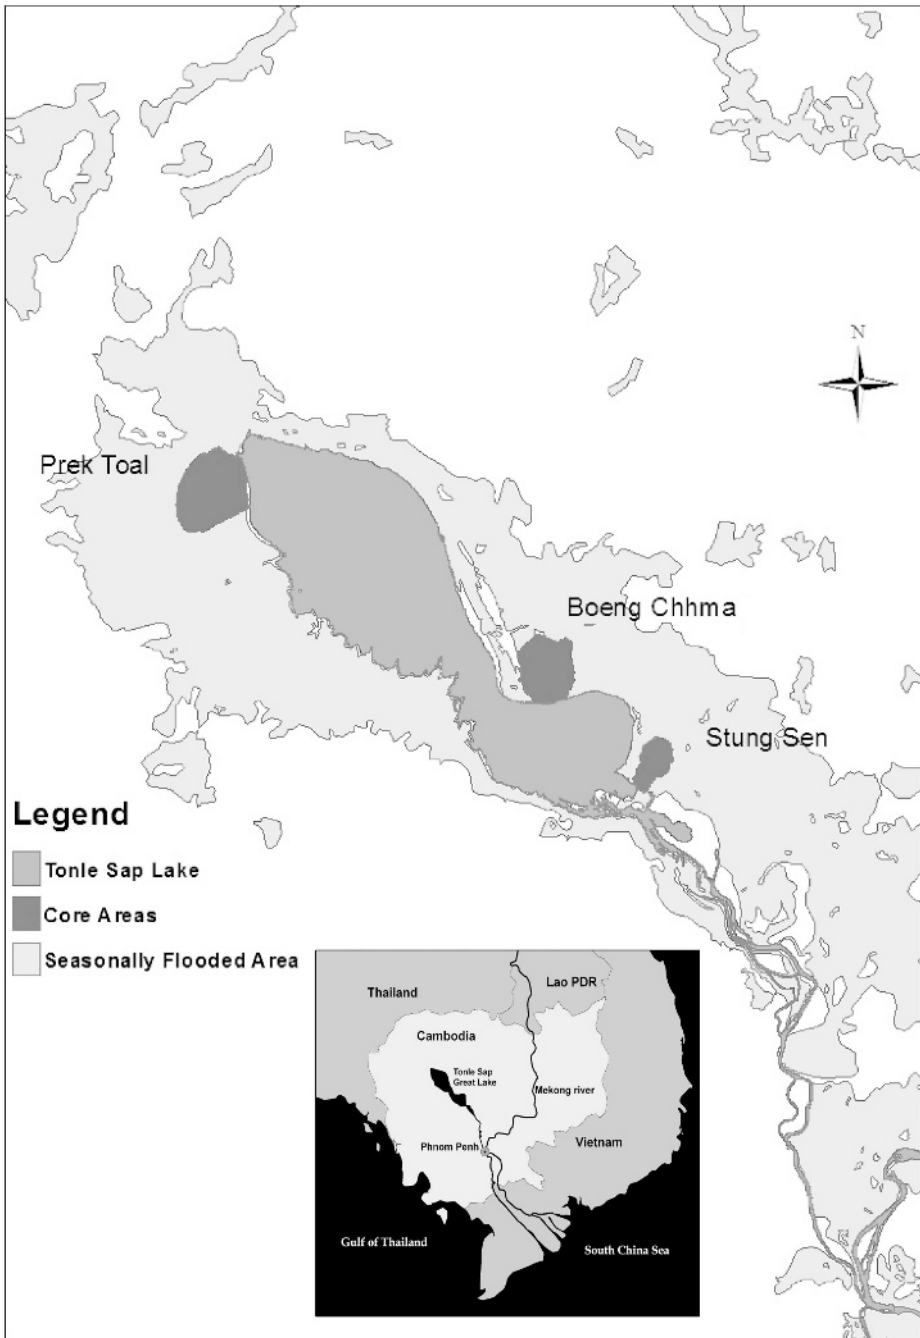 N
Prek Toal
Boeng Chhma
Stung Sen
Legend
Tonle Sap Lake
Core Areas
Seasonally Flooded Area
Lao PDR
Thailand
Cambodia
Tonle Sap
Great Lake
Mekong river
Phnom Penh
Vietnam
Gulf of Thailand
South China Sea